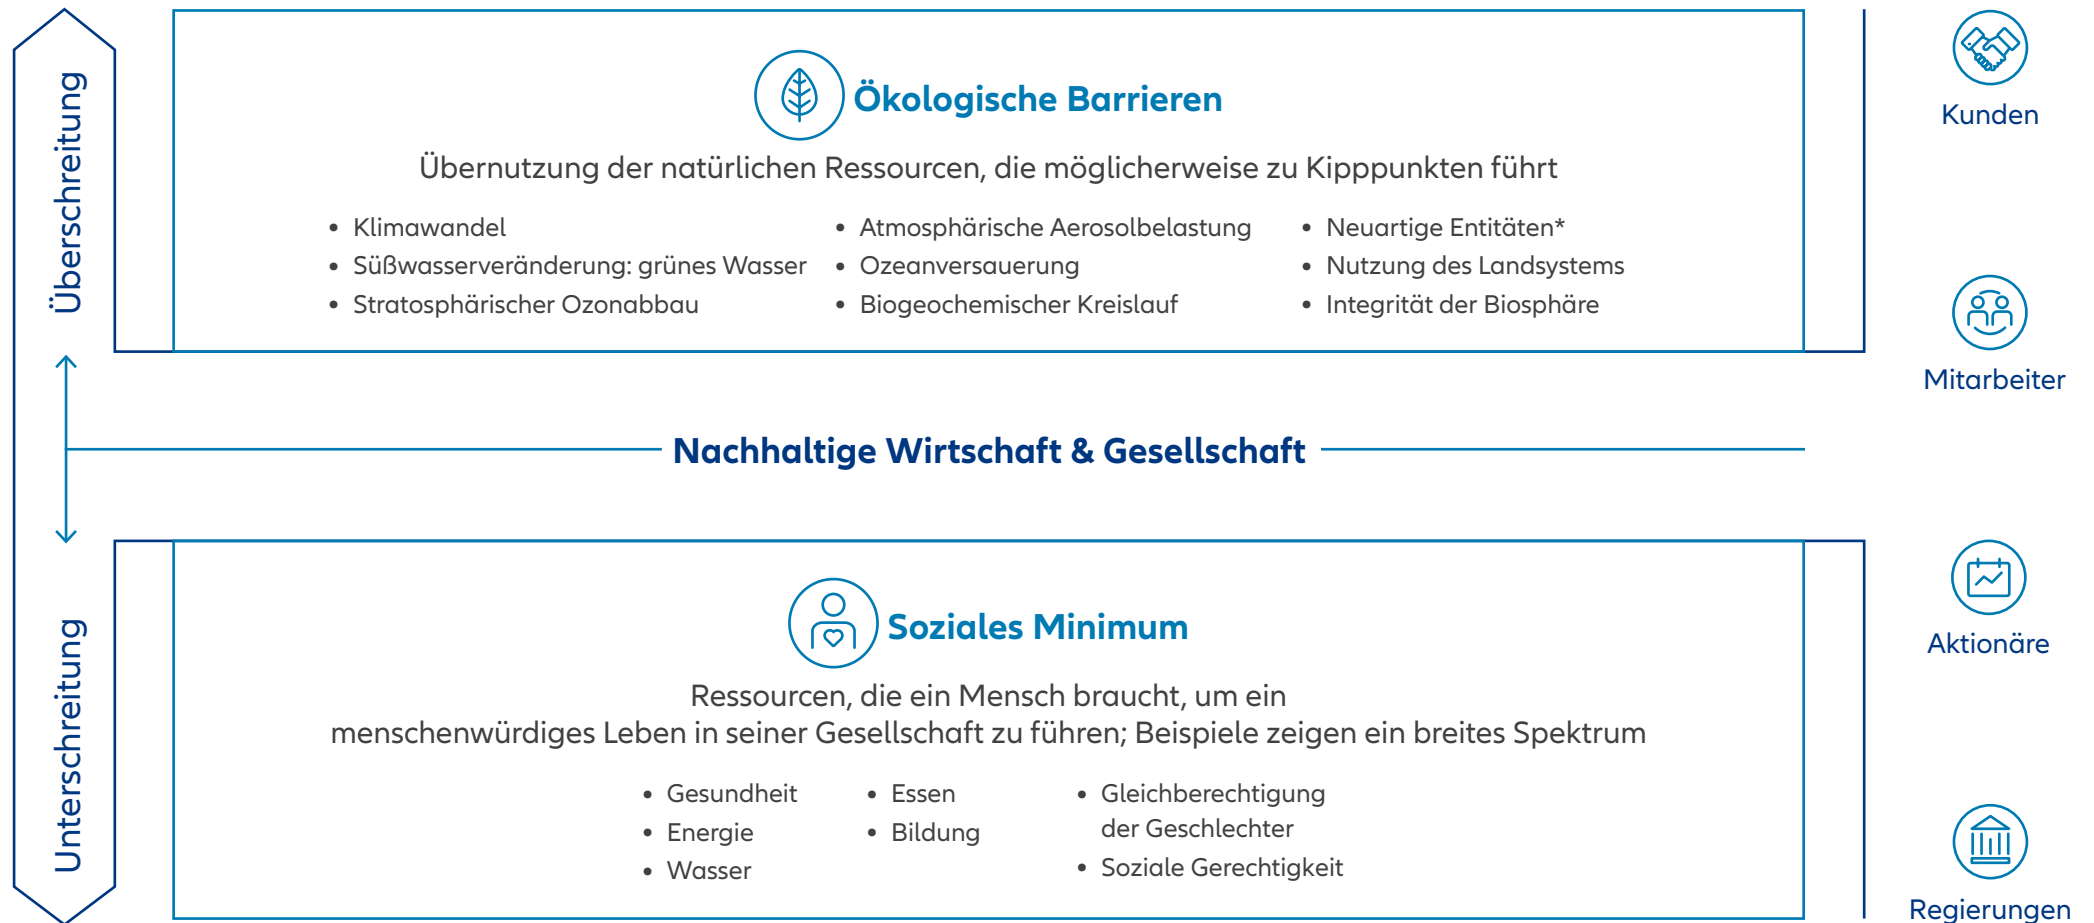 Überschreitung
Ökologische Barrieren
Übernutzung der natürlichen Ressourcen, die möglicherweise zu Kipppunkten führt
• Klimawandel
• Süßwasserveränderung: grünes Wasser
• Stratosphärischer Ozonabbau
• Atmosphärische Aerosolbelastung
• Ozeanversauerung
• Biogeochemischer Kreislauf
• Neuartige Entitäten*
• Nutzung des Landsystems
• Integrität der Biosphäre
Nachhaltige Wirtschaft & Gesellschaft
Unterschreitung
Soziales Minimum
Ressourcen, die ein Mensch braucht, um ein
menschenwürdiges Leben in seiner Gesellschaft zu führen; Beispiele zeigen ein breites Spektrum
• Gesundheit
• Energie
• Wasser
• Essen
• Bildung
• Gleichberechtigung
der Geschlechter
• Soziale Gerechtigkeit
Kunden
Mitarbeiter
Aktionäre
Regierungen